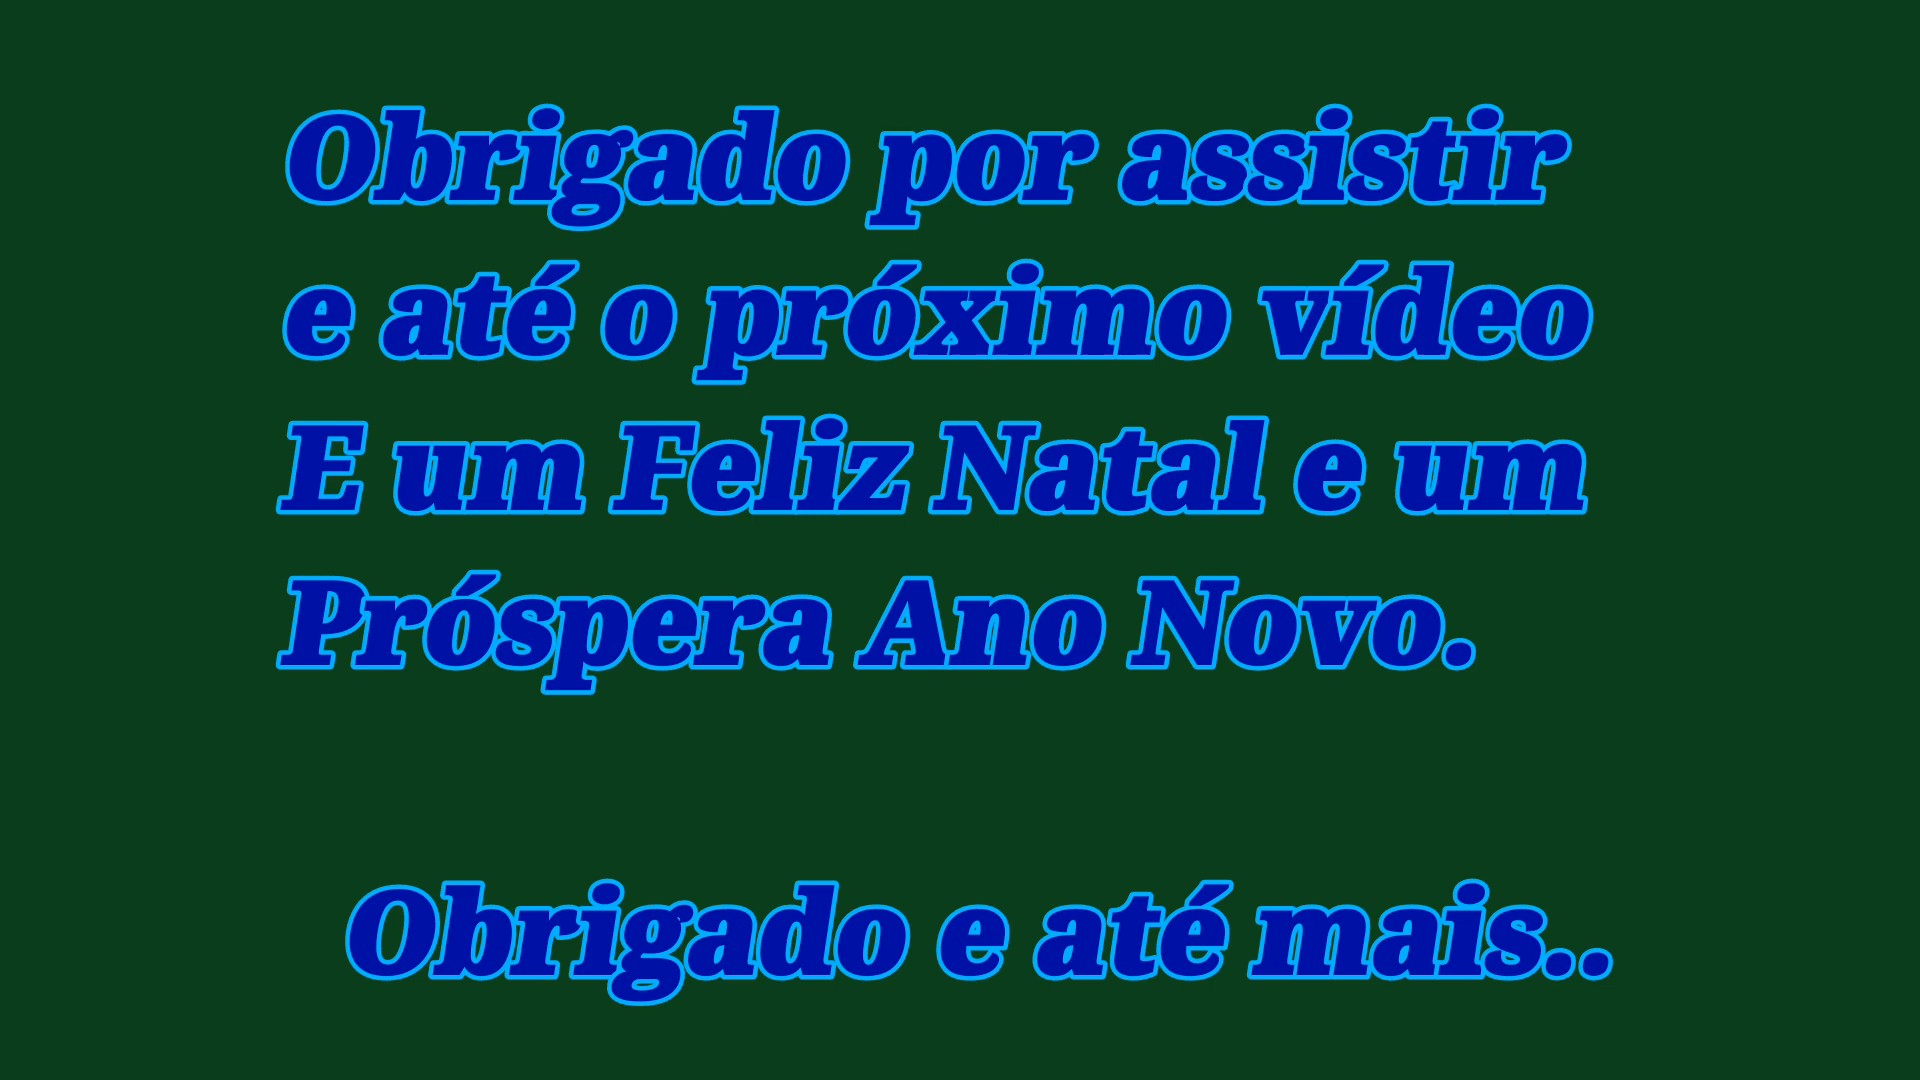 Obrigado por assistir
e até o próximo vídeo
E um Feliz Natal e um
Próspera Ano Novo.
Obrigado e até mais..